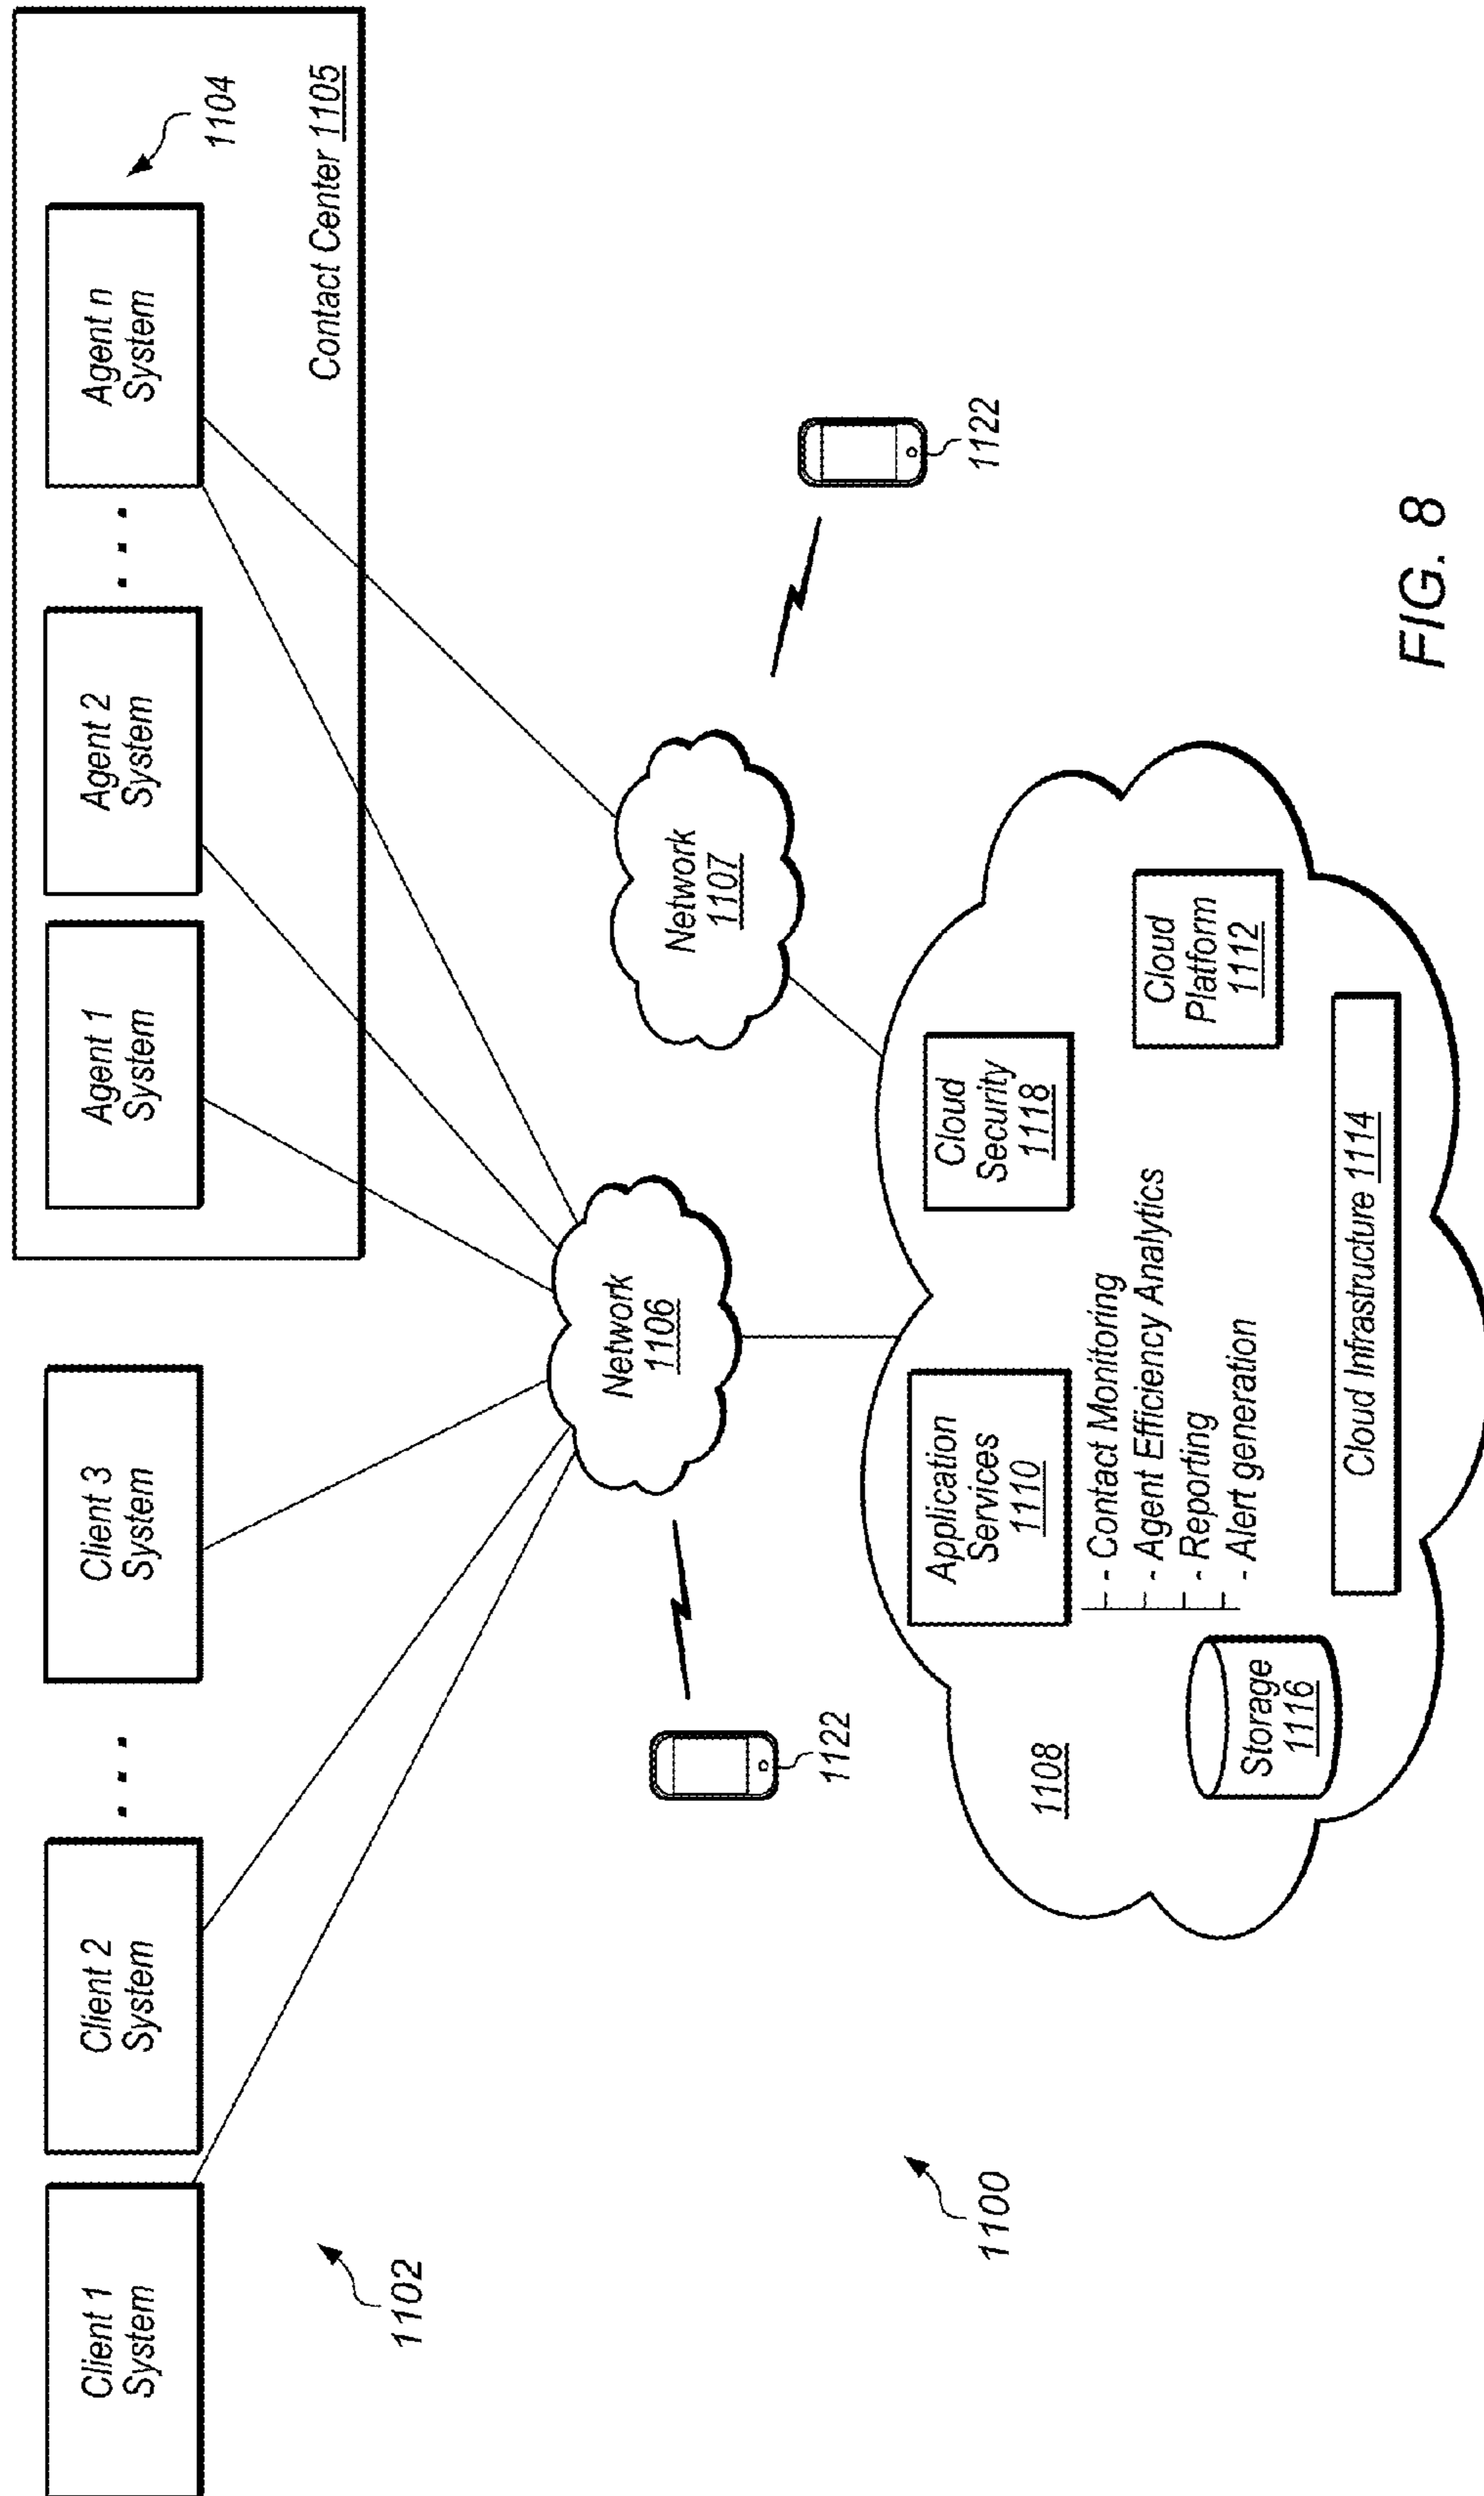 Client 1
System
Client 2
System
. . .
Client 3
System
Agent 1
System
Agent 2
System
. . .
Agent n
System
1104
Contact Center 1105
1102
Network
1106
Network
1107
1122
1122
1100
1108
Application
Services
1110
- Contact Monitoring
- Agent Efficiency Analytics
- Reporting
- Alert generation
Cloud
Security
1118
Cloud
Platform
1112
Storage
1116
Cloud Infrastructure 1114
FIG. 8